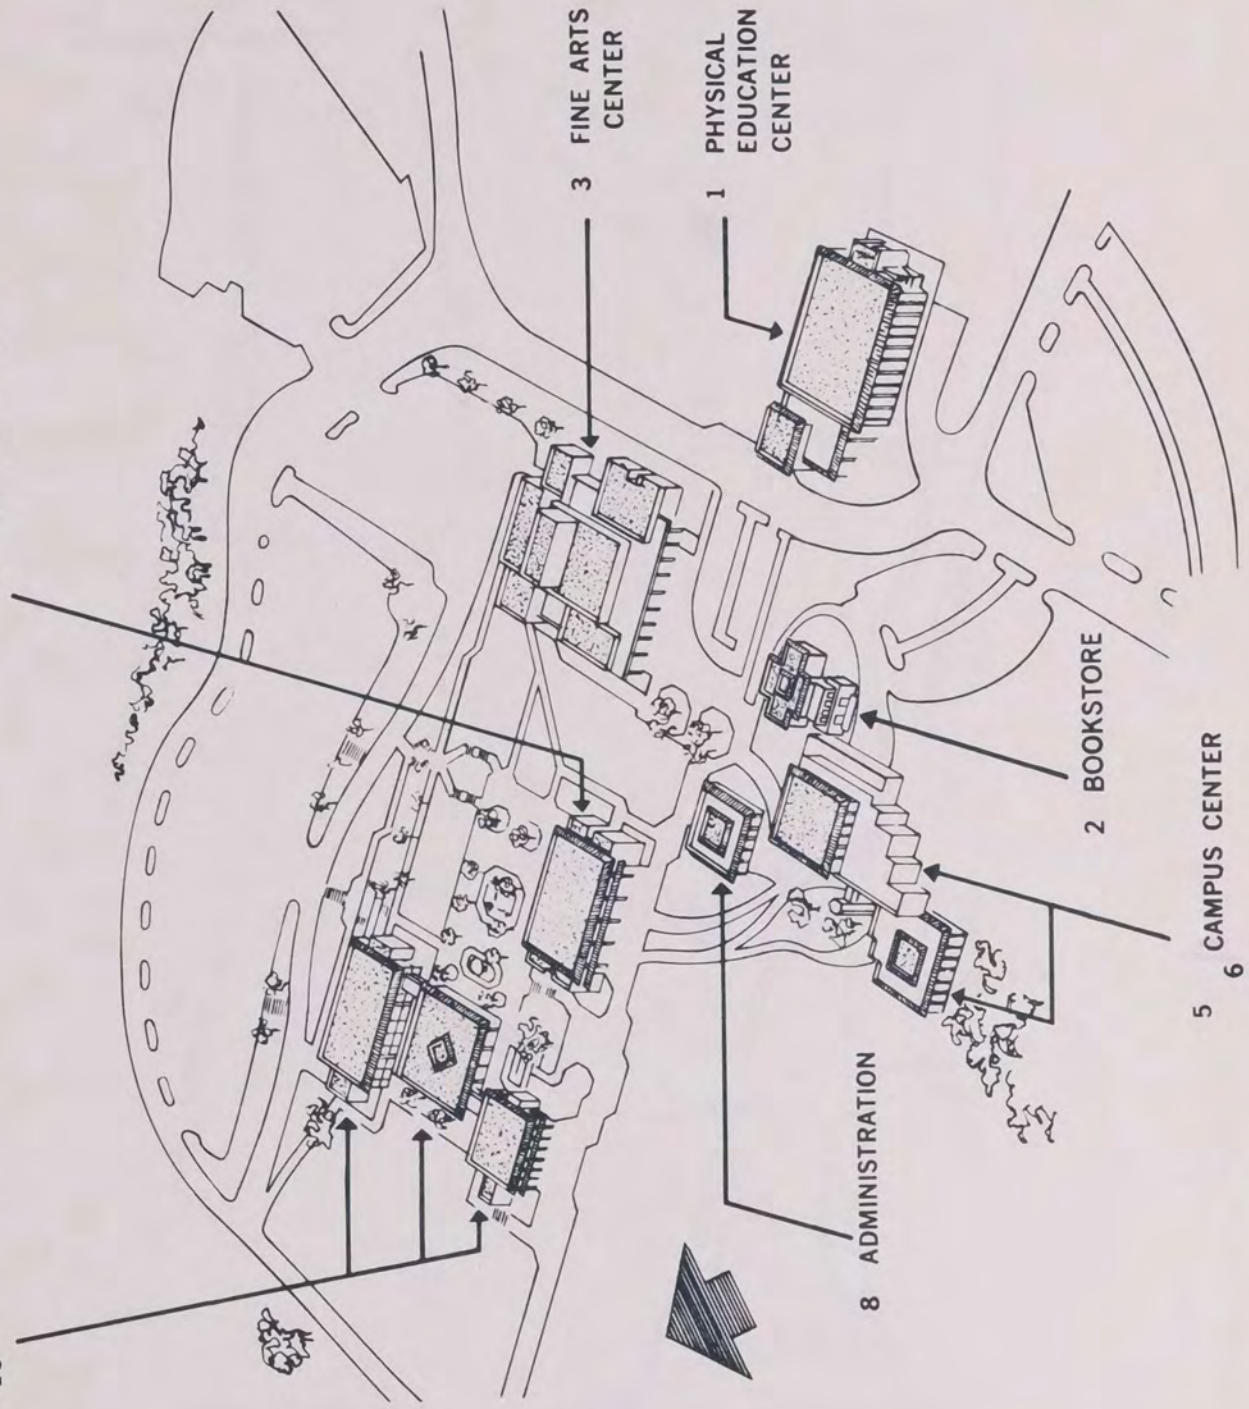 3 FINE ARTS
CENTER
1 PHYSICAL
EDUCATION
CENTER
8 ADMINISTRATION
2 BOOKSTORE
5 CAMPUS CENTER
6